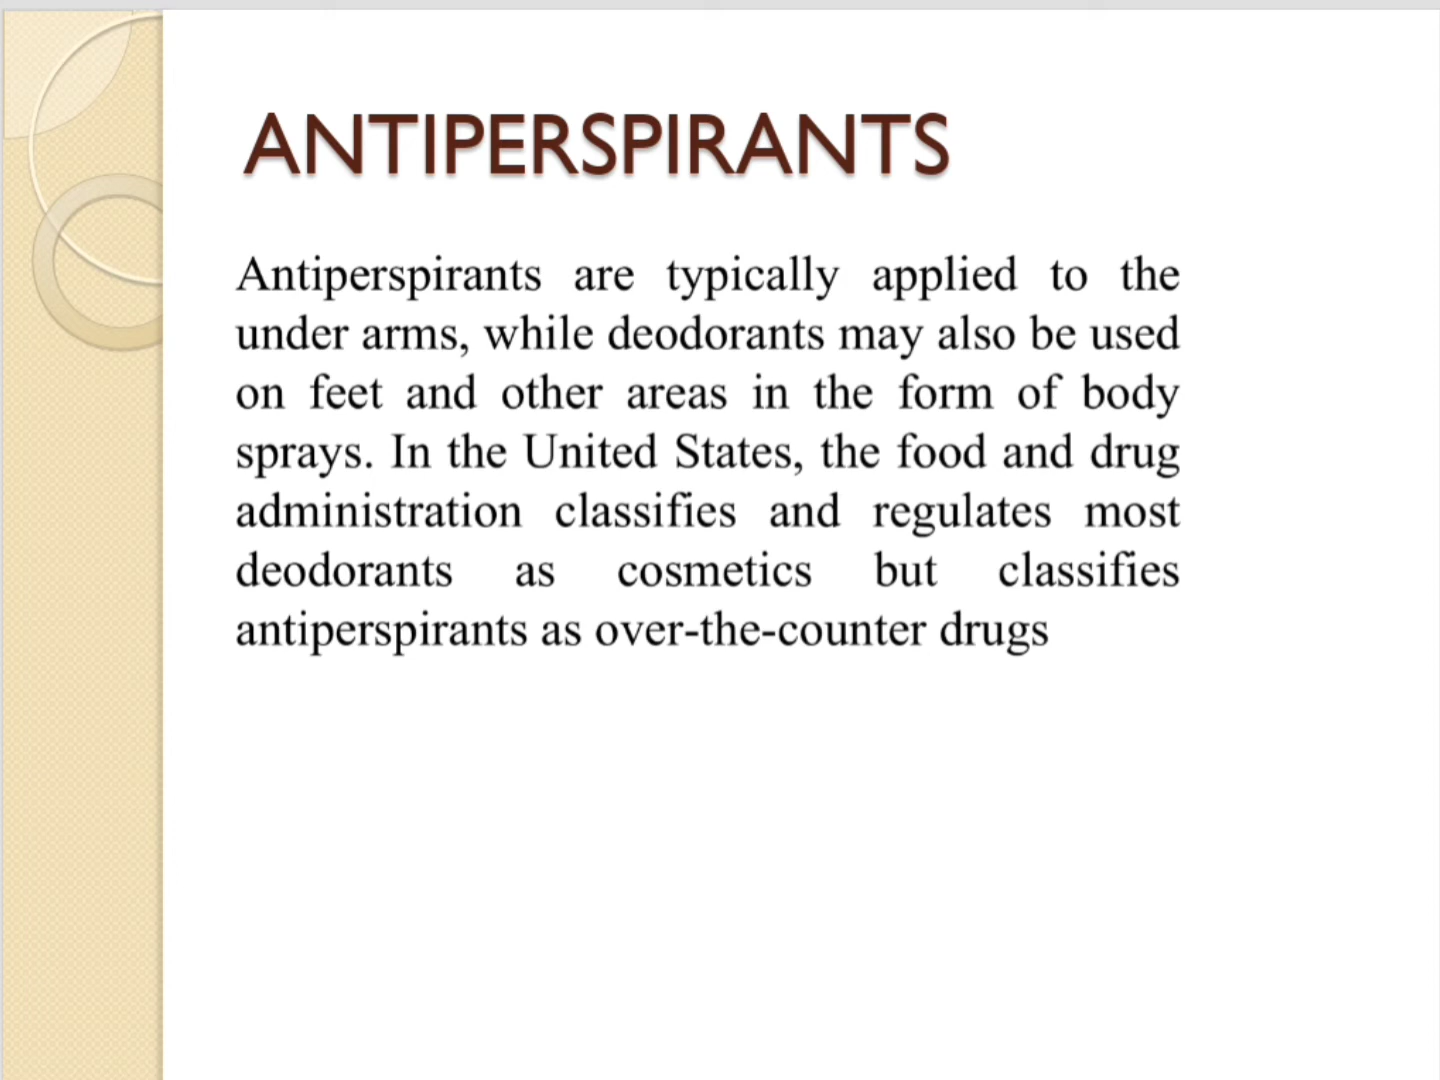 ANTIPERSPIRANTS
Antiperspirants are typically applied to the
under arms, while deodorants may also be used
on feet and other areas in the form of body
sprays. In the United States, the food and drug
administration classifies and regulates most
deodorants as cosmetics but classifies
antiperspirants as over-the-counter drugs